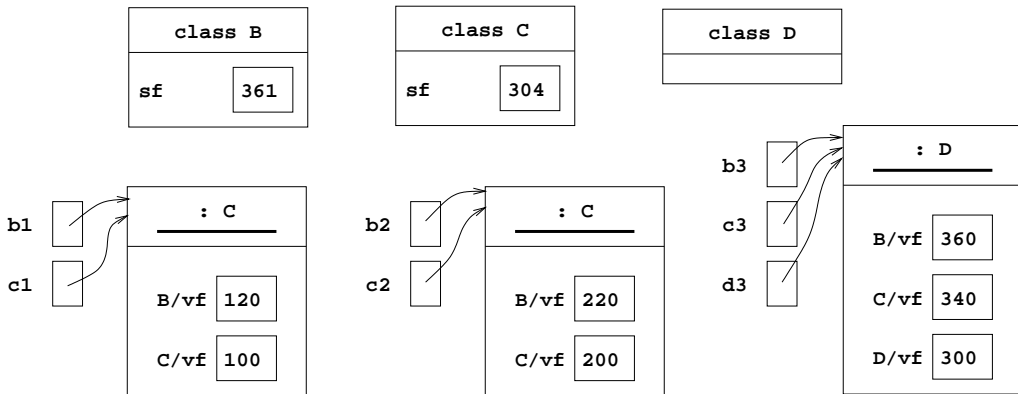 class B
sf 361
class C
sf 304
class D
b1
c1
: C
B/vf 120
C/vf 100
b2
c2
: C
B/vf 220
C/vf 200
b3
c3
d3
: D
B/vf 360
C/vf 340
D/vf 300